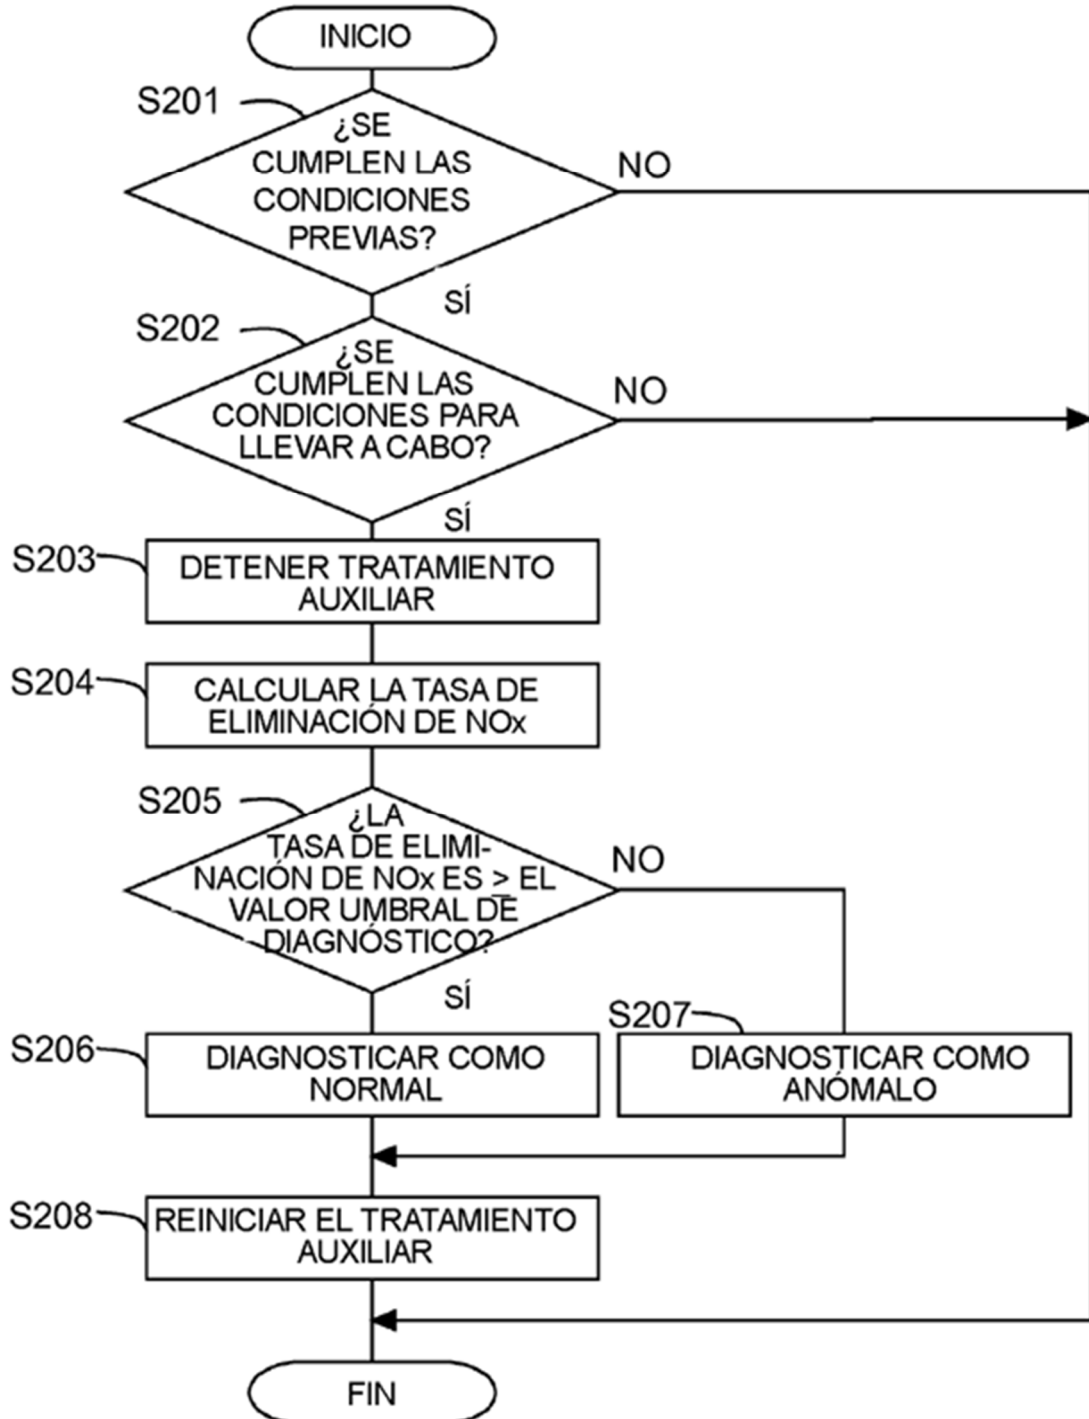 INICIO
S201
¿SE
CUMPLEN LAS
CONDICIONES
PREVIAS?
NO
SÍ
S202
¿SE
CUMPLEN LAS
CONDICIONES PARA
LLEVAR A CABO?
NO
SÍ
S203
DETENER TRATAMIENTO
AUXILIAR
S204
CALCULAR LA TASA DE
ELIMINACIÓN DE NOx
S205
¿LA
TASA DE ELIMI-
NACIÓN DE NOx ES ≥ EL
VALOR UMBRAL DE
DIAGNÓSTICO?
NO
SÍ
S206
DIAGNOSTICAR COMO
NORMAL
S207
DIAGNOSTICAR COMO
ANÓMALO
S208
REINICIAR EL TRATAMIENTO
AUXILIAR
FIN